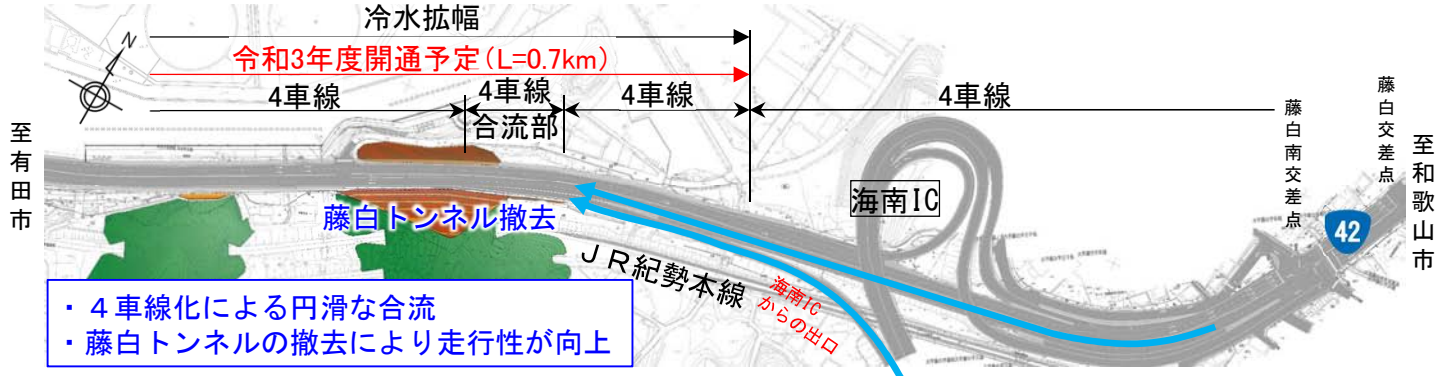 冷水拡幅
令和3年度開通予定(L=0.7km)
4車線
4車線
4車線
4車線
合流部
N
至有田市
藤白南交差点
藤白交差点
至和歌山市
海南IC
42
藤白トンネル撤去
JR紀勢本線
海南IC
からの出口
・4車線化による円滑な合流
・藤白トンネルの撤去により走行性が向上